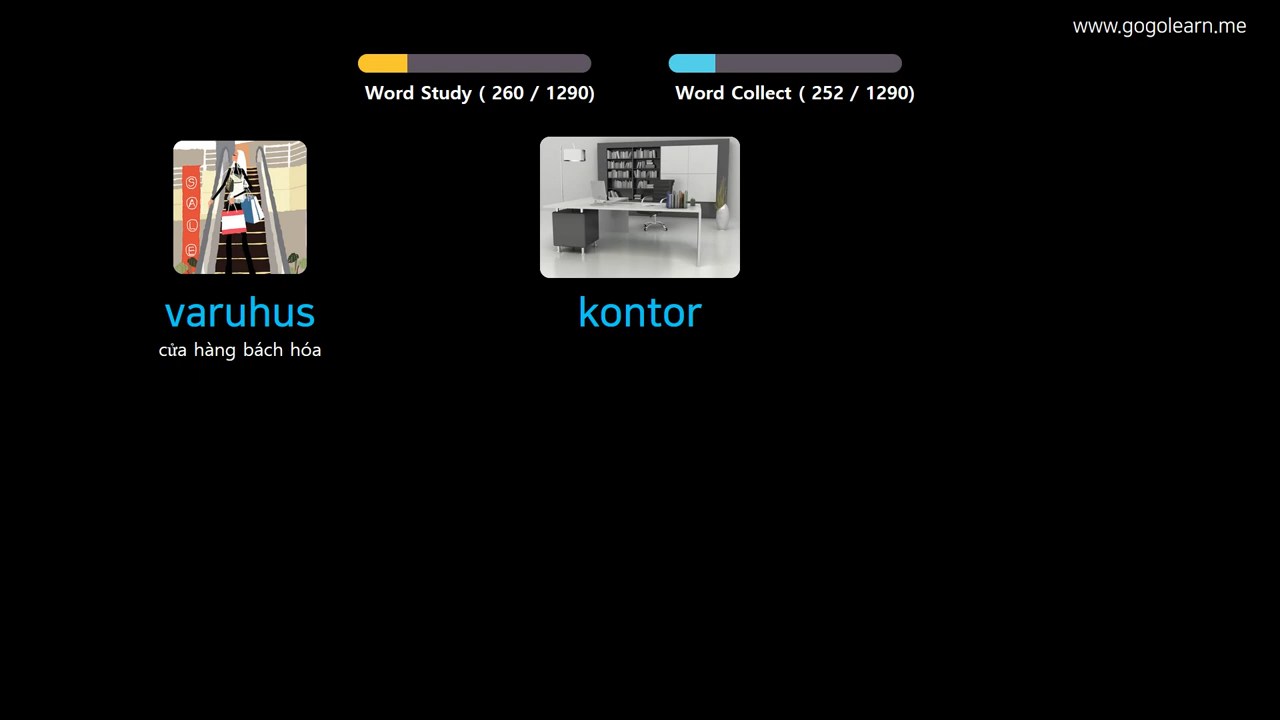 www.gogolearn.me
Word Study ( 260 / 1290)
Word Collect ( 252 / 1290)
SALE
varuhus
kontor
cửa hàng bách hóa